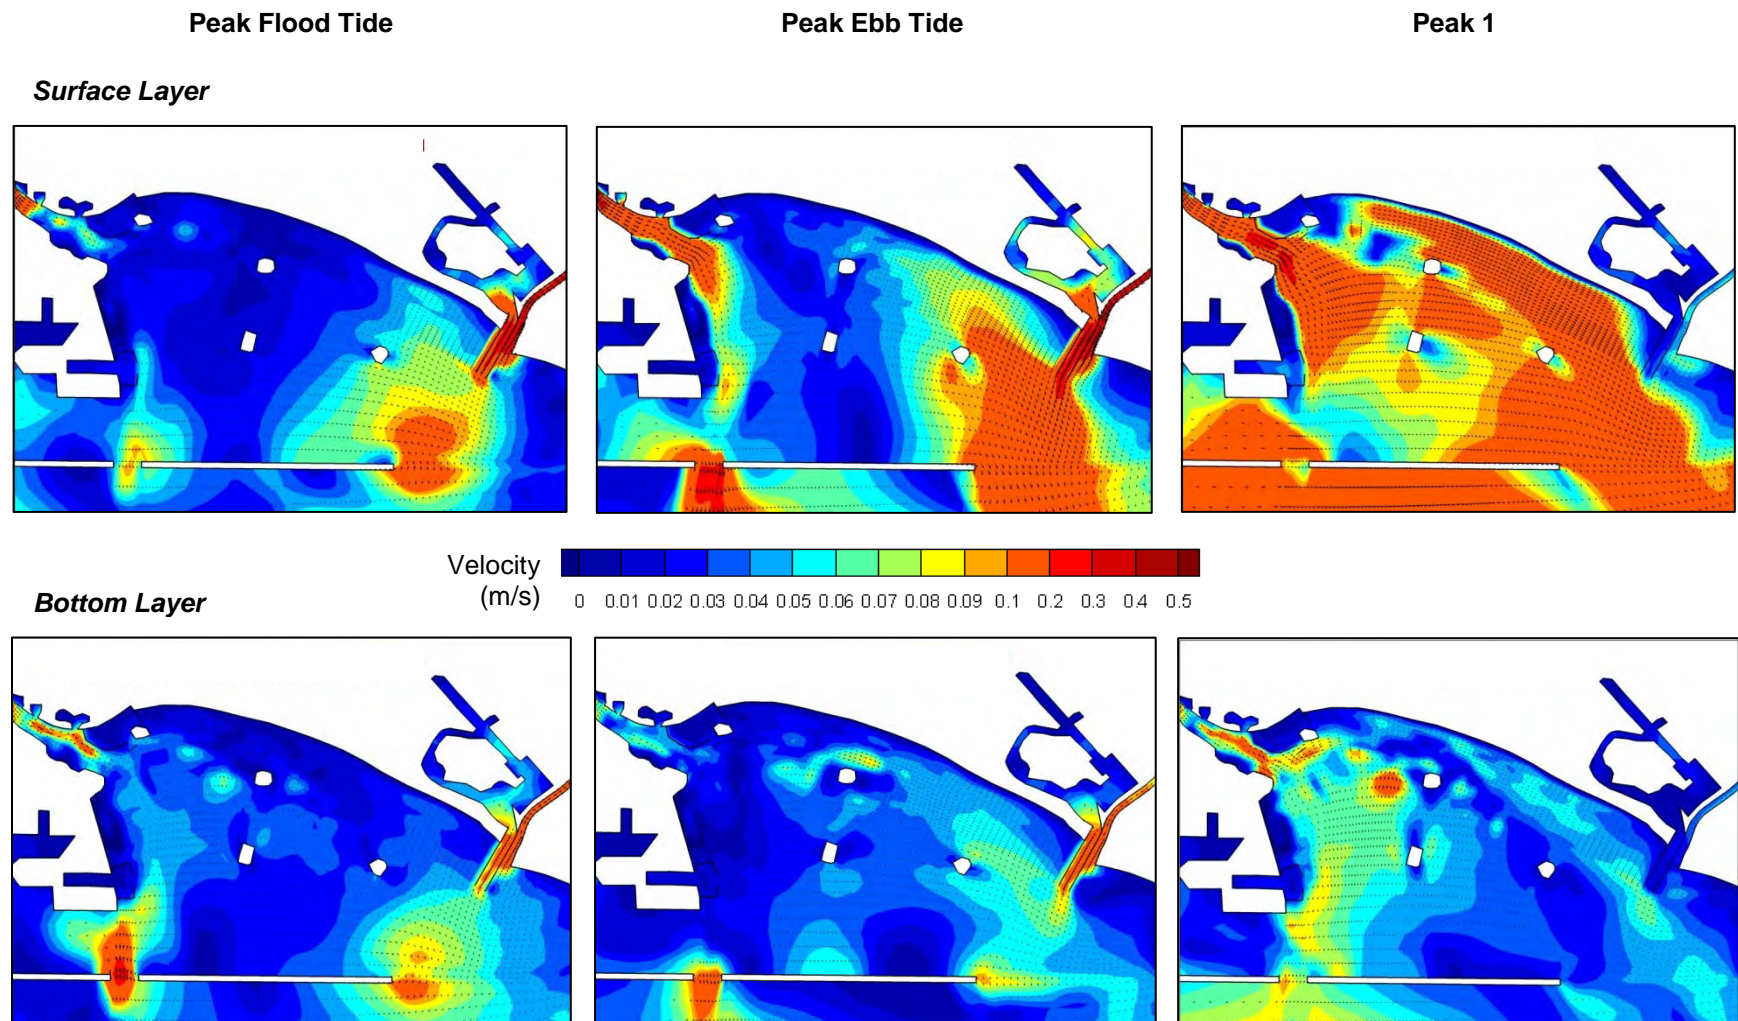 Peak Flood Tide Peak Ebb Tide Peak 1
Surface Layer
Velocity
(m/s)
0 0.01 0.02 0.03 0.04 0.05 0.06 0.07 0.08 0.09 0.1 0.2 0.3 0.4 0.5
Bottom Layer